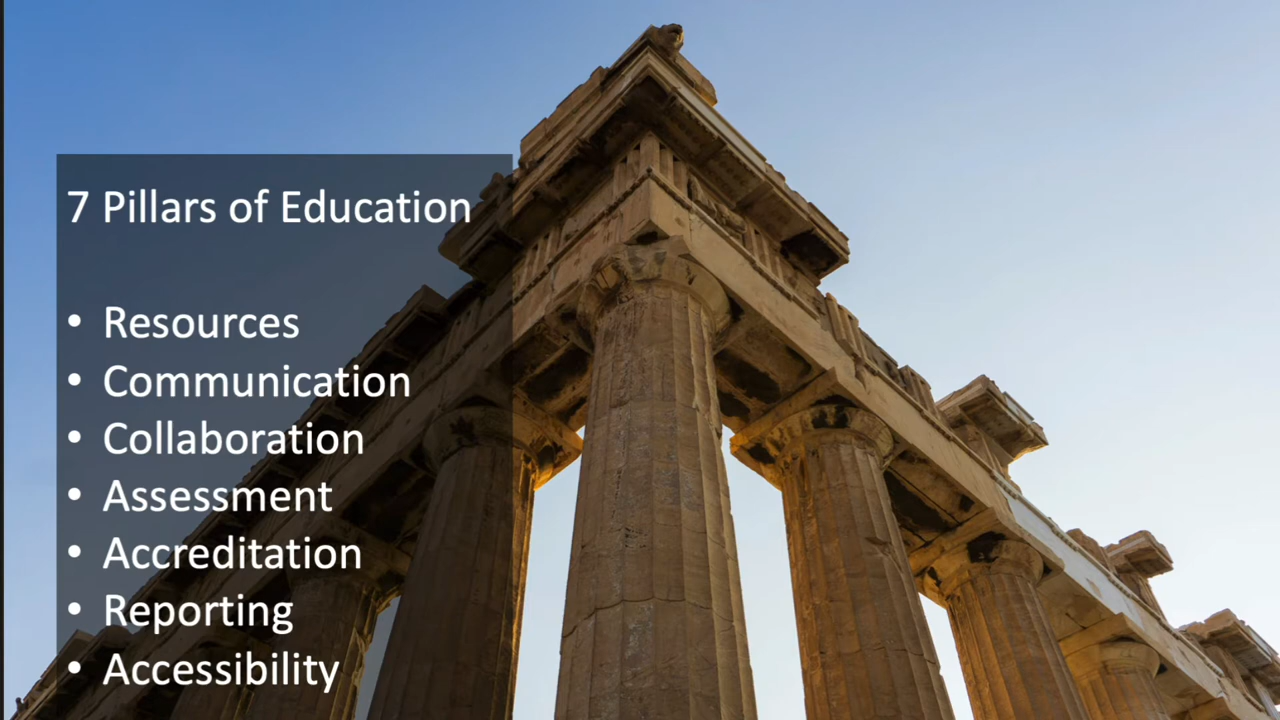 7 Pillars of Education
• Resources
• Communication
• Collaboration
• Assessment
• Accreditation
• Reporting
• Accessibility